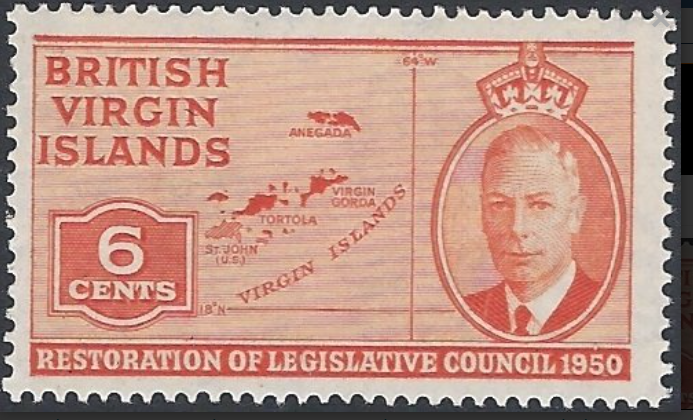 BRITISH
VIRGIN
ISLANDS
64°W
ANEGADA
VIRGIN
GORDA
TORTOLA
ST. JOHN
(U.S.)
VIRGIN ISLANDS
18°N
6
CENTS
RESTORATION OF LEGISLATIVE COUNCIL 1950